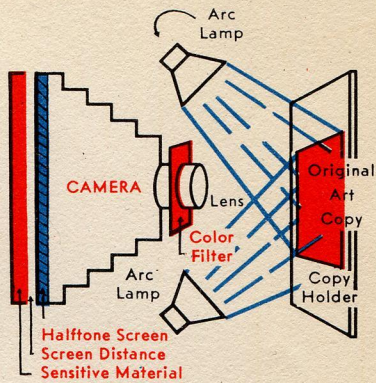 Arc
Lamp
Original
Art
Copy
CAMERA
Lens
Color
Filter
Arc
Lamp
Copy
Holder
Halftone Screen
Screen Distance
Sensitive Material